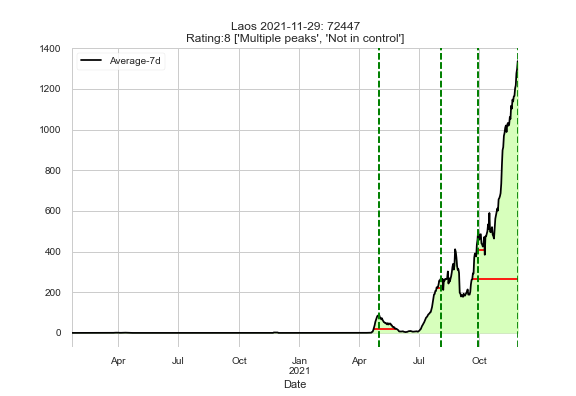 Laos 2021-11-29: 72447
Rating:8 ['Multiple peaks', 'Not in control']
1400
1200
1000
800
600
400
200
0
Average-7d
Apr Jul Oct Jan Apr Jul Oct
2021
Date